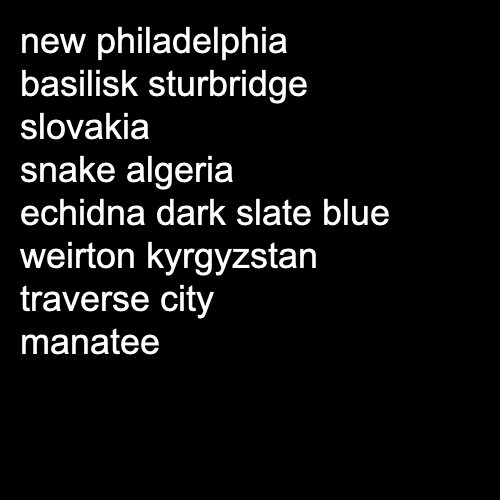 new philadelphia
basilisk sturbridge
slovakia
snake algeria
echidna dark slate blue
weirton kyrgyzstan
traverse city
manatee